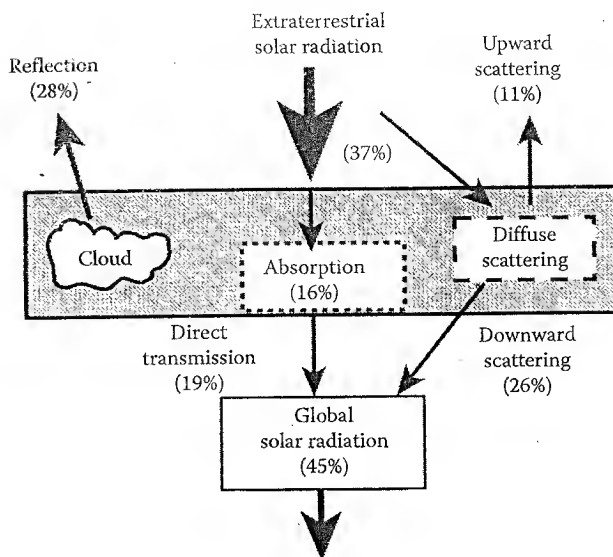 Extraterrestrial
solar radiation
Reflection
(28%)
Upward
scattering
(11%)
(37%)
Cloud
Absorption
(16%)
Diffuse
scattering
Direct
transmission
(19%)
Downward
scattering
(26%)
Global
solar radiation
(45%)